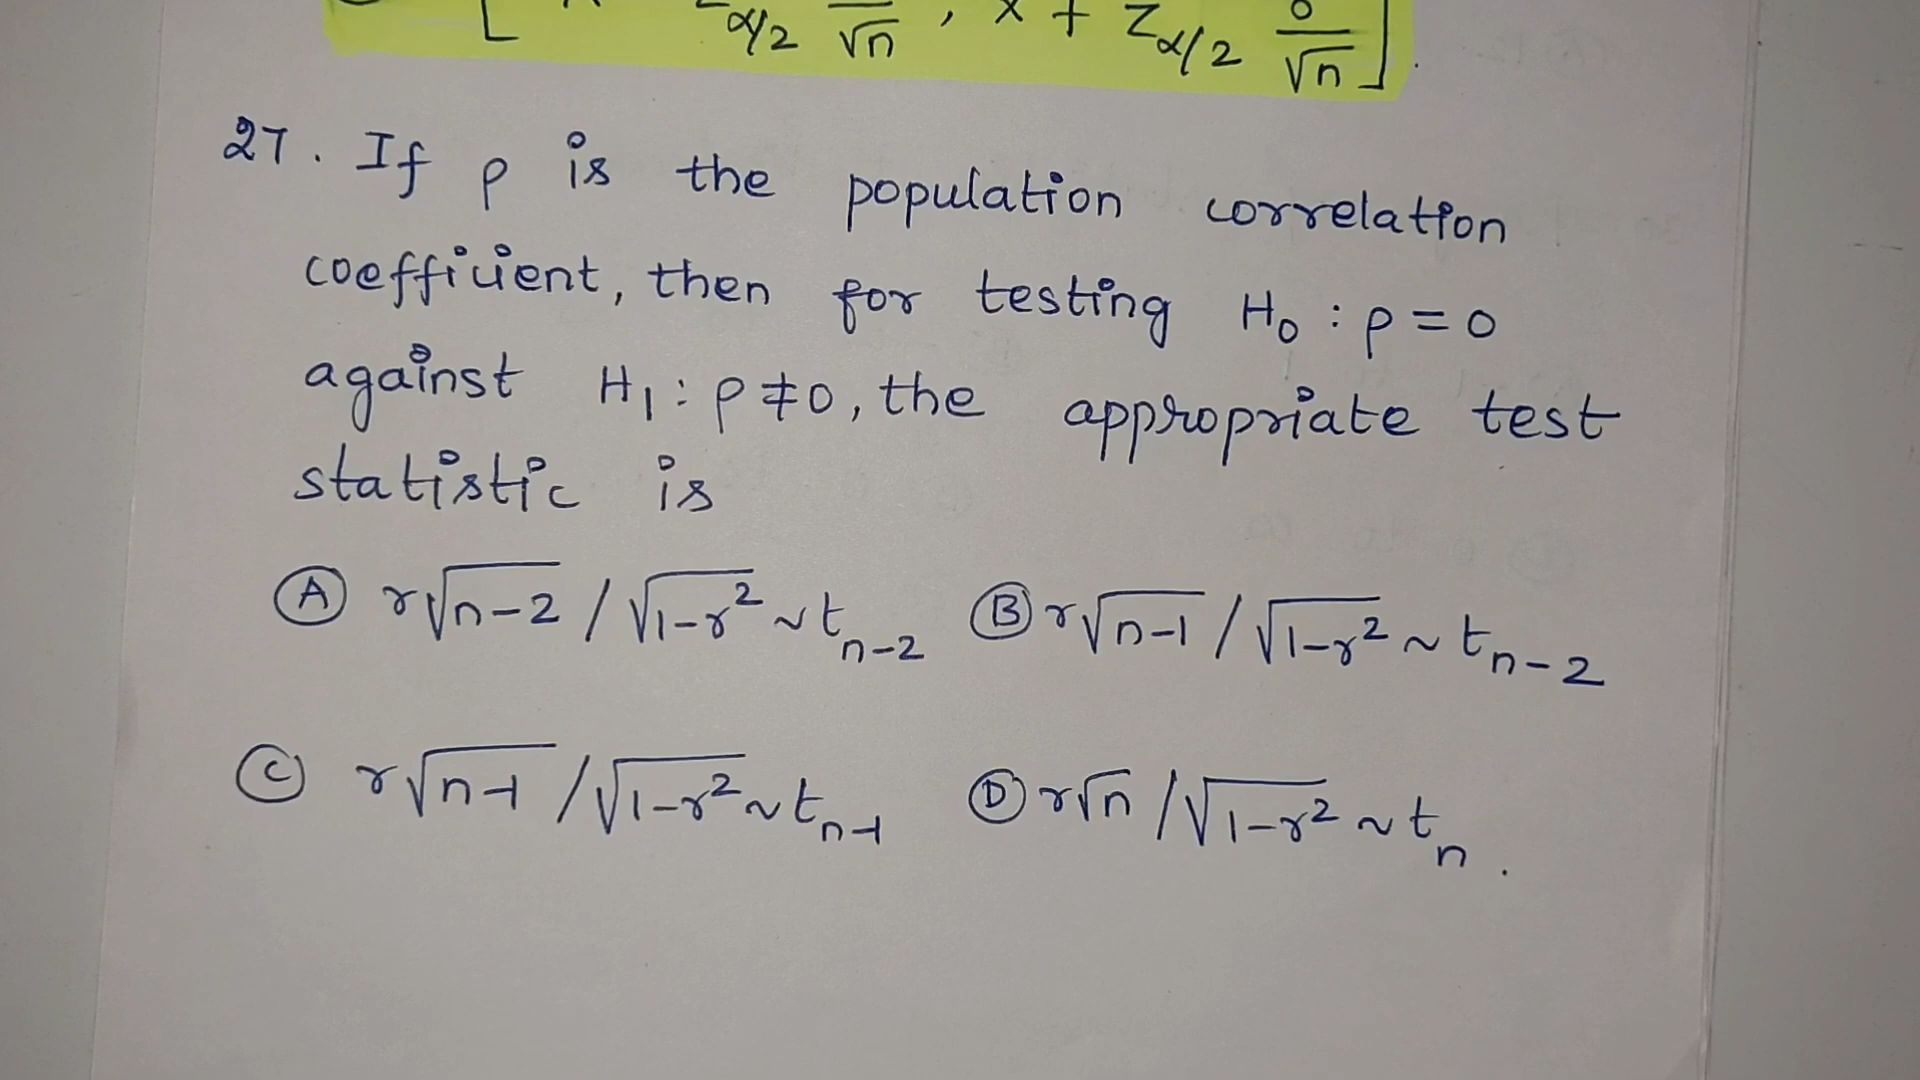 α/2 √n , x + Zα/2 σ/√n ]
27. If ρ is the population correlation
coefficient, then for testing H₀ : ρ = 0
against H₁ : ρ ≠ 0, the appropriate test
statistic is
(A) r√n-2 / √1-r² ~ tn-2 (B) r√n-1 / √1-r² ~ tn-2
(C) r√n-1 / √1-r² ~ tn-1 (D) r√n / √1-r² ~ tn .